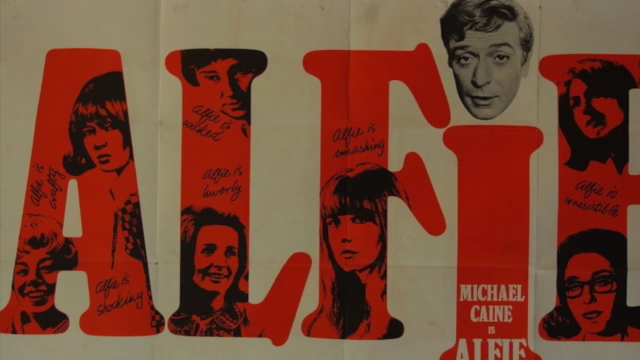 ALFIE
Alfie is
crafty
Alfie is
shocking
Alfie is
wicked
Alfie is
luverly
Alfie is
smashing
Alfie is
irresistible
MICHAEL
CAINE
IS
ALFIE